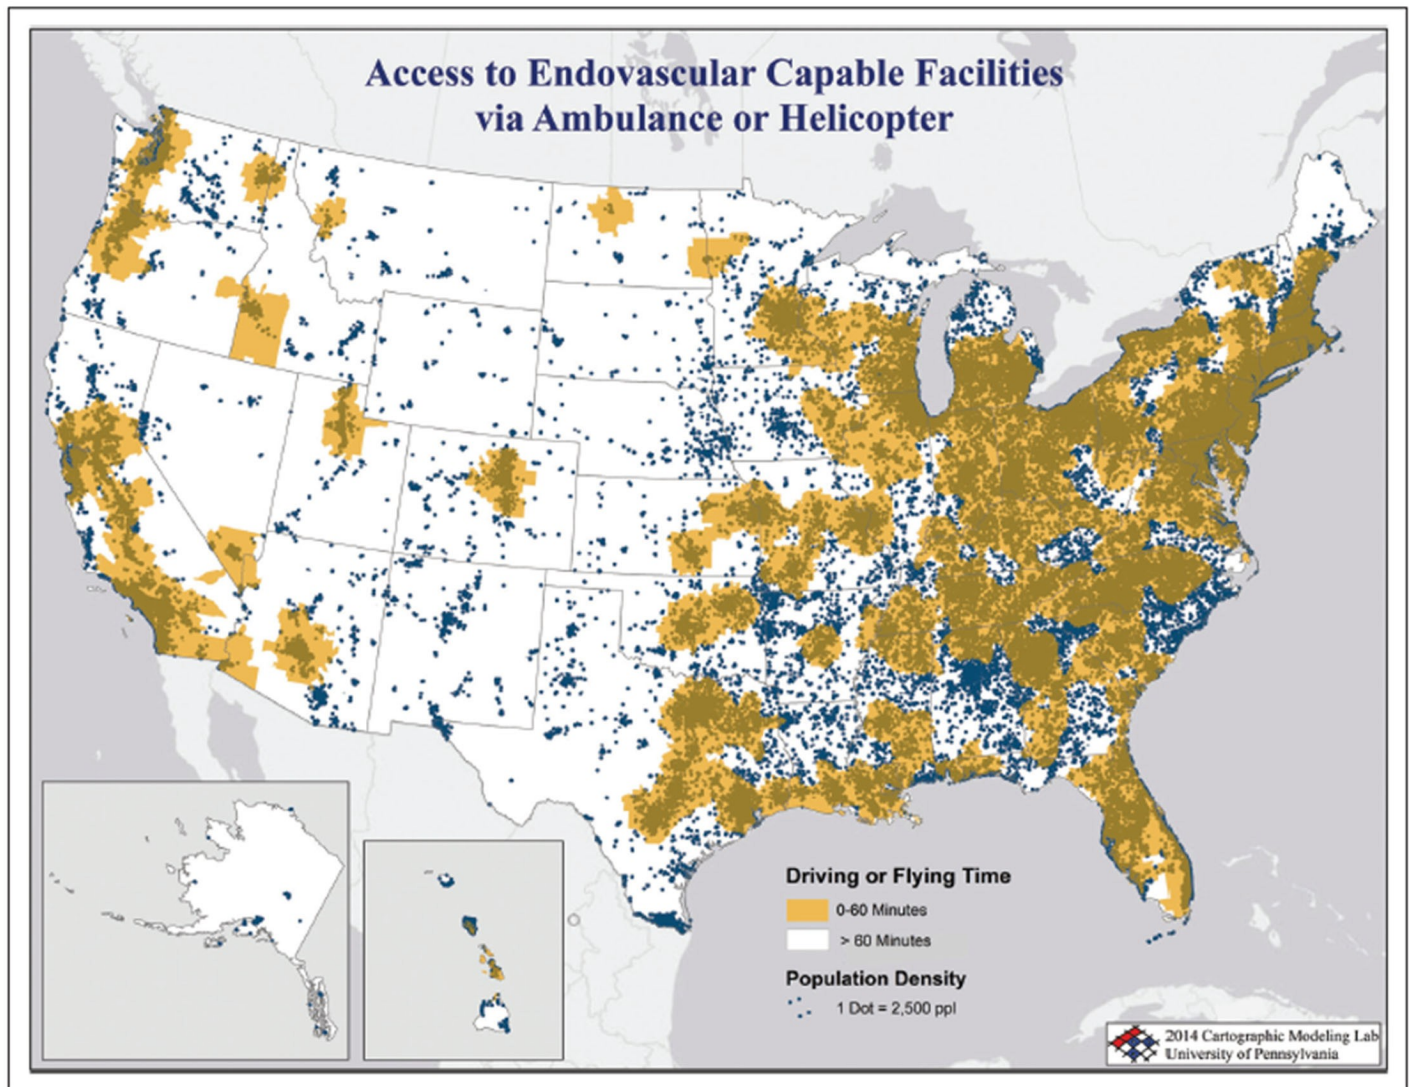 Access to Endovascular Capable Facilities
via Ambulance or Helicopter
Driving or Flying Time
0-60 Minutes
> 60 Minutes
Population Density
1 Dot = 2,500 ppl
2014 Cartographic Modeling Lab
University of Pennsylvania